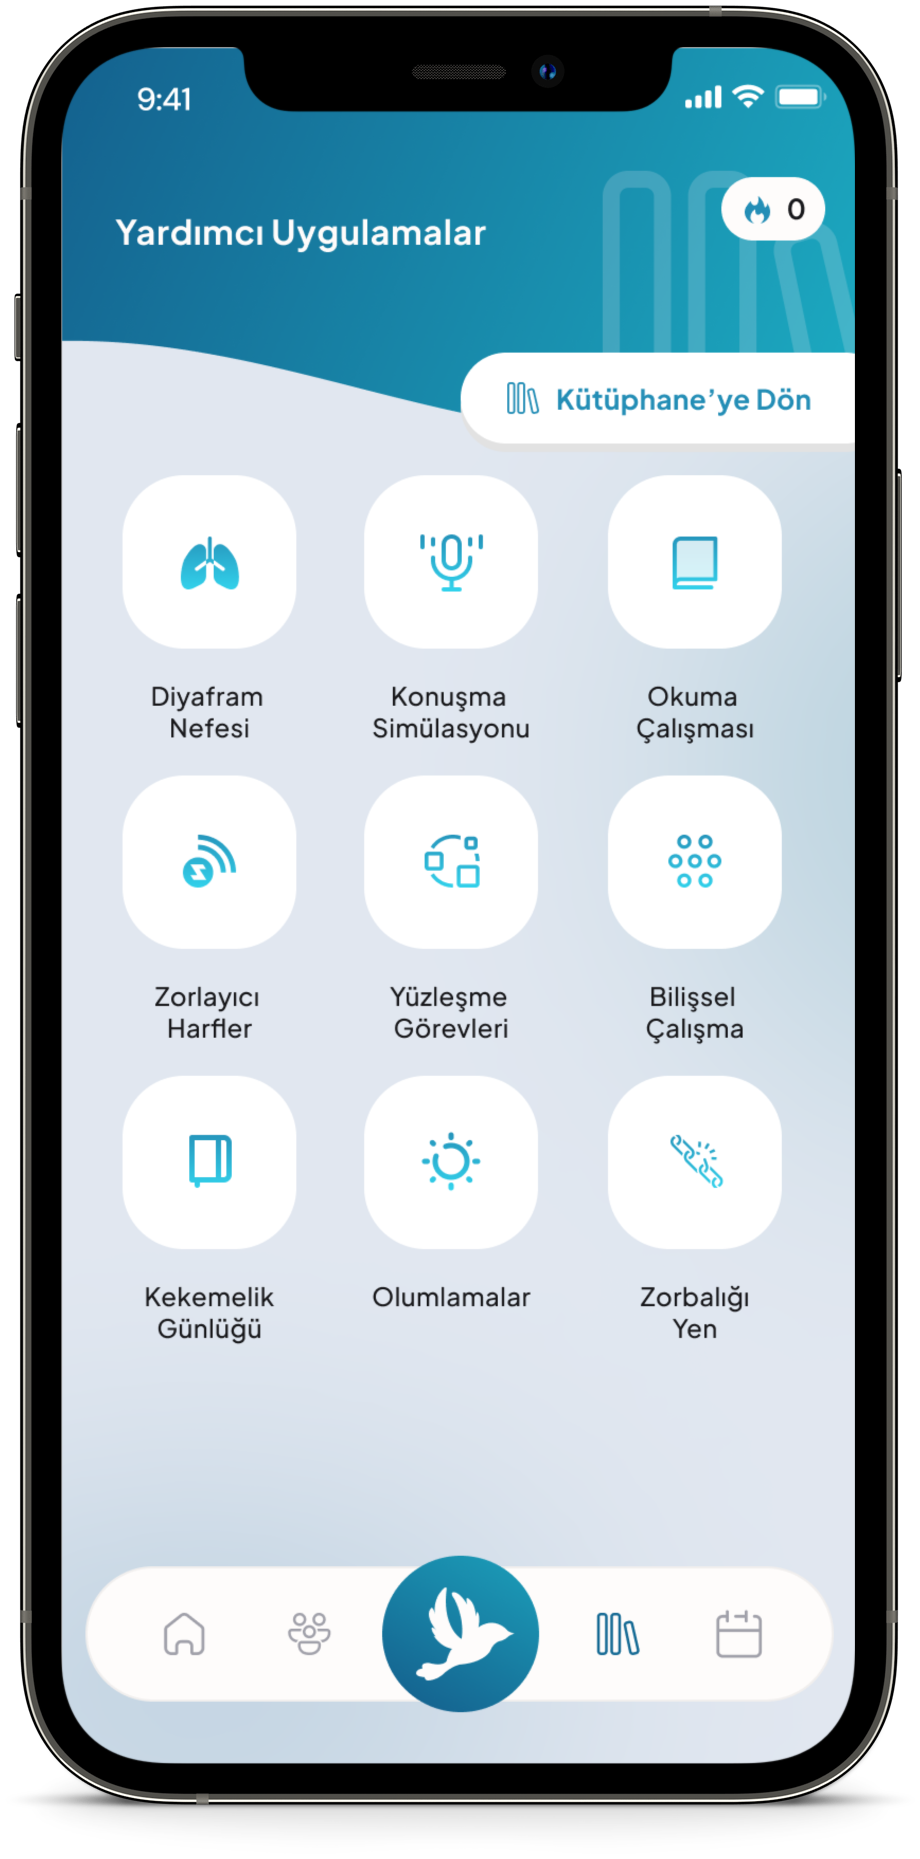 9:41
0
Yardımcı Uygulamalar
Kütüphane’ye Dön
Diyafram
Nefesi
Konuşma
Simülasyonu
Okuma
Çalışması
Zorlayıcı
Harfler
Yüzleşme
Görevleri
Bilişsel
Çalışma
Kekemelik
Günlüğü
Olumlamalar
Zorbalığı
Yen